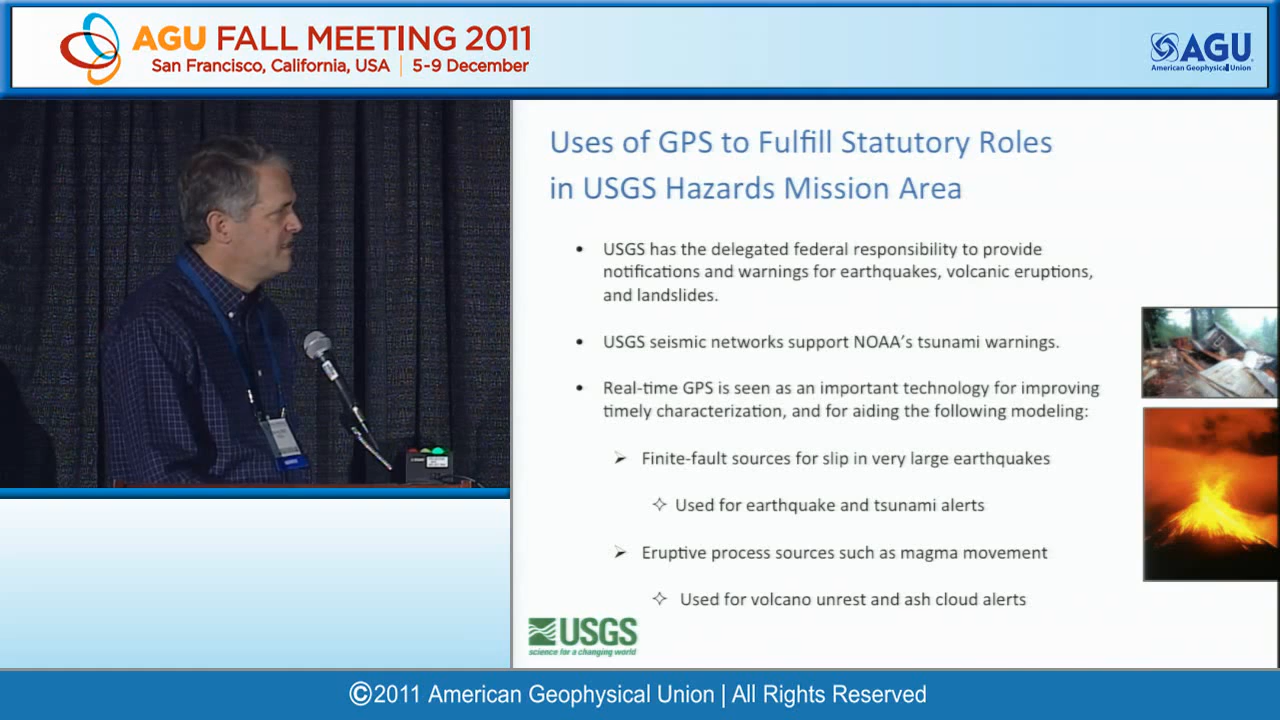 AGU FALL MEETING 2011
San Francisco, California, USA | 5-9 December
AGU
American Geophysical Union
Uses of GPS to Fulfill Statutory Roles
in USGS Hazards Mission Area
• USGS has the delegated federal responsibility to provide
notifications and warnings for earthquakes, volcanic eruptions,
and landslides.
• USGS seismic networks support NOAA's tsunami warnings.
• Real-time GPS is seen as an important technology for improving
timely characterization, and for aiding the following modeling:
➢ Finite-fault sources for slip in very large earthquakes
✧ Used for earthquake and tsunami alerts
➢ Eruptive process sources such as magma movement
✧ Used for volcano unrest and ash cloud alerts
USGS
science for a changing world
©2011 American Geophysical Union | All Rights Reserved